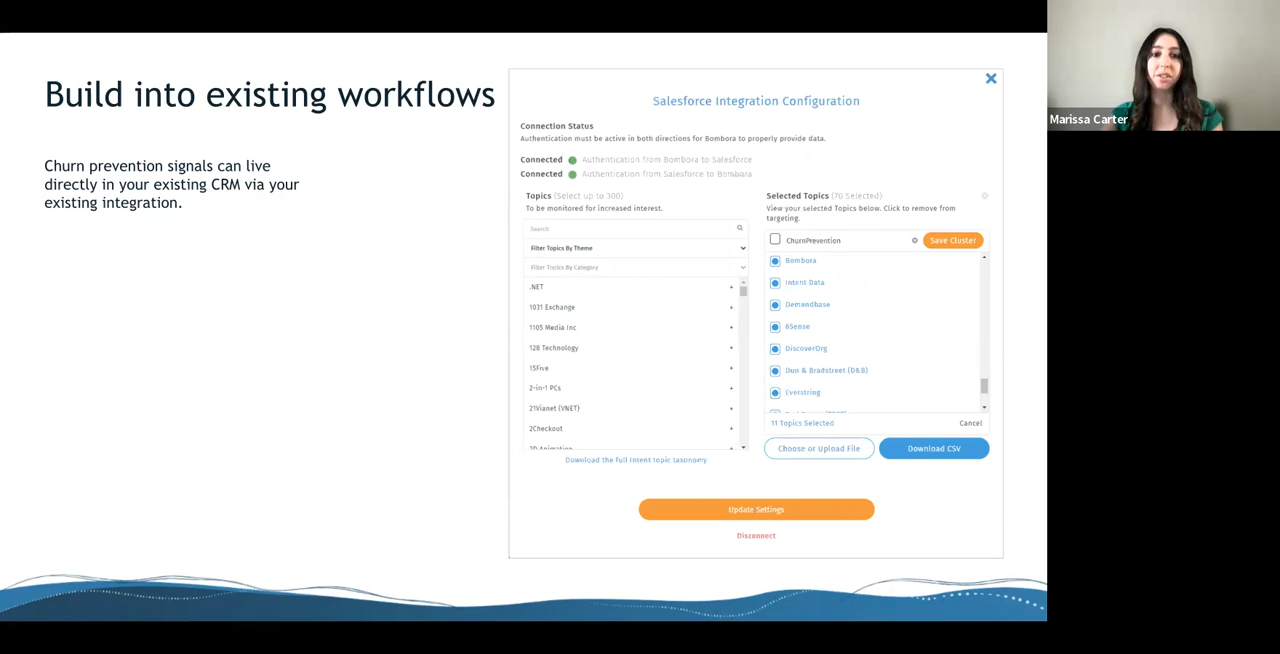 Build into existing workflows
Churn prevention signals can live
directly in your existing CRM via your
existing integration.
Salesforce Integration Configuration
Connection Status
Authentication must be active in both directions for Bombora to properly provide data.
Connected Authentication from Bombora to Salesforce
Connected Authentication from Salesforce to Bombora
Topics (Select up to 300)
To be monitored for increased interest.
Search
Filter Topics By Theme
Filter Topics By Category
.NET
1031 Exchange
1105 Media Inc
128 Technology
15Five
2-in-1 PCs
21Vianet (VNET)
2Checkout
2D Animation
Download the full Intent topic taxonomy
Selected Topics (70 Selected)
View your selected Topics below. Click to remove from
targeting.
ChurnPrevention
Save Cluster
Bombora
Intent Data
Demandbase
6Sense
DiscoverOrg
Dun & Bradstreet (D&B)
Everstring
11 Topics Selected
Cancel
Choose or Upload File
Download CSV
Update Settings
Disconnect
Marissa Carter